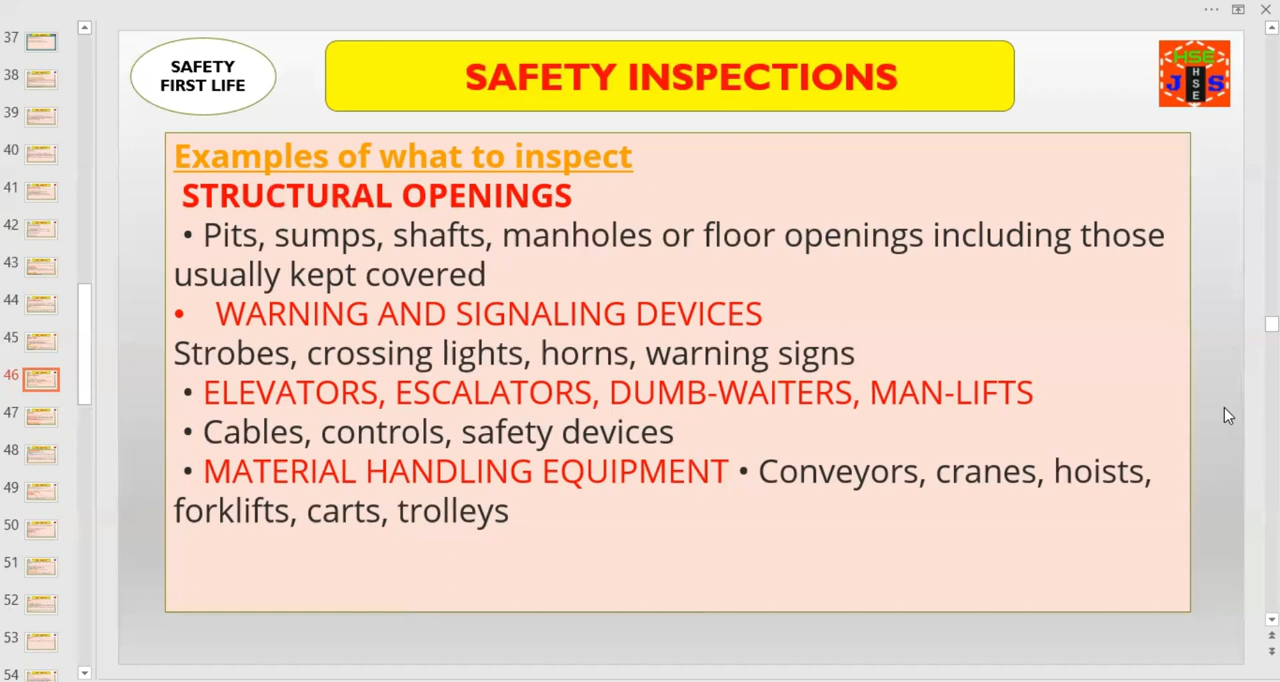 SAFETY
FIRST LIFE
SAFETY INSPECTIONS
HSE
J S
H
S
E
Examples of what to inspect
STRUCTURAL OPENINGS
• Pits, sumps, shafts, manholes or floor openings including those
usually kept covered
• WARNING AND SIGNALING DEVICES
Strobes, crossing lights, horns, warning signs
• ELEVATORS, ESCALATORS, DUMB-WAITERS, MAN-LIFTS
• Cables, controls, safety devices
• MATERIAL HANDLING EQUIPMENT • Conveyors, cranes, hoists,
forklifts, carts, trolleys
37
38
39
40
41
42
43
44
45
46
47
48
49
50
51
52
53
54